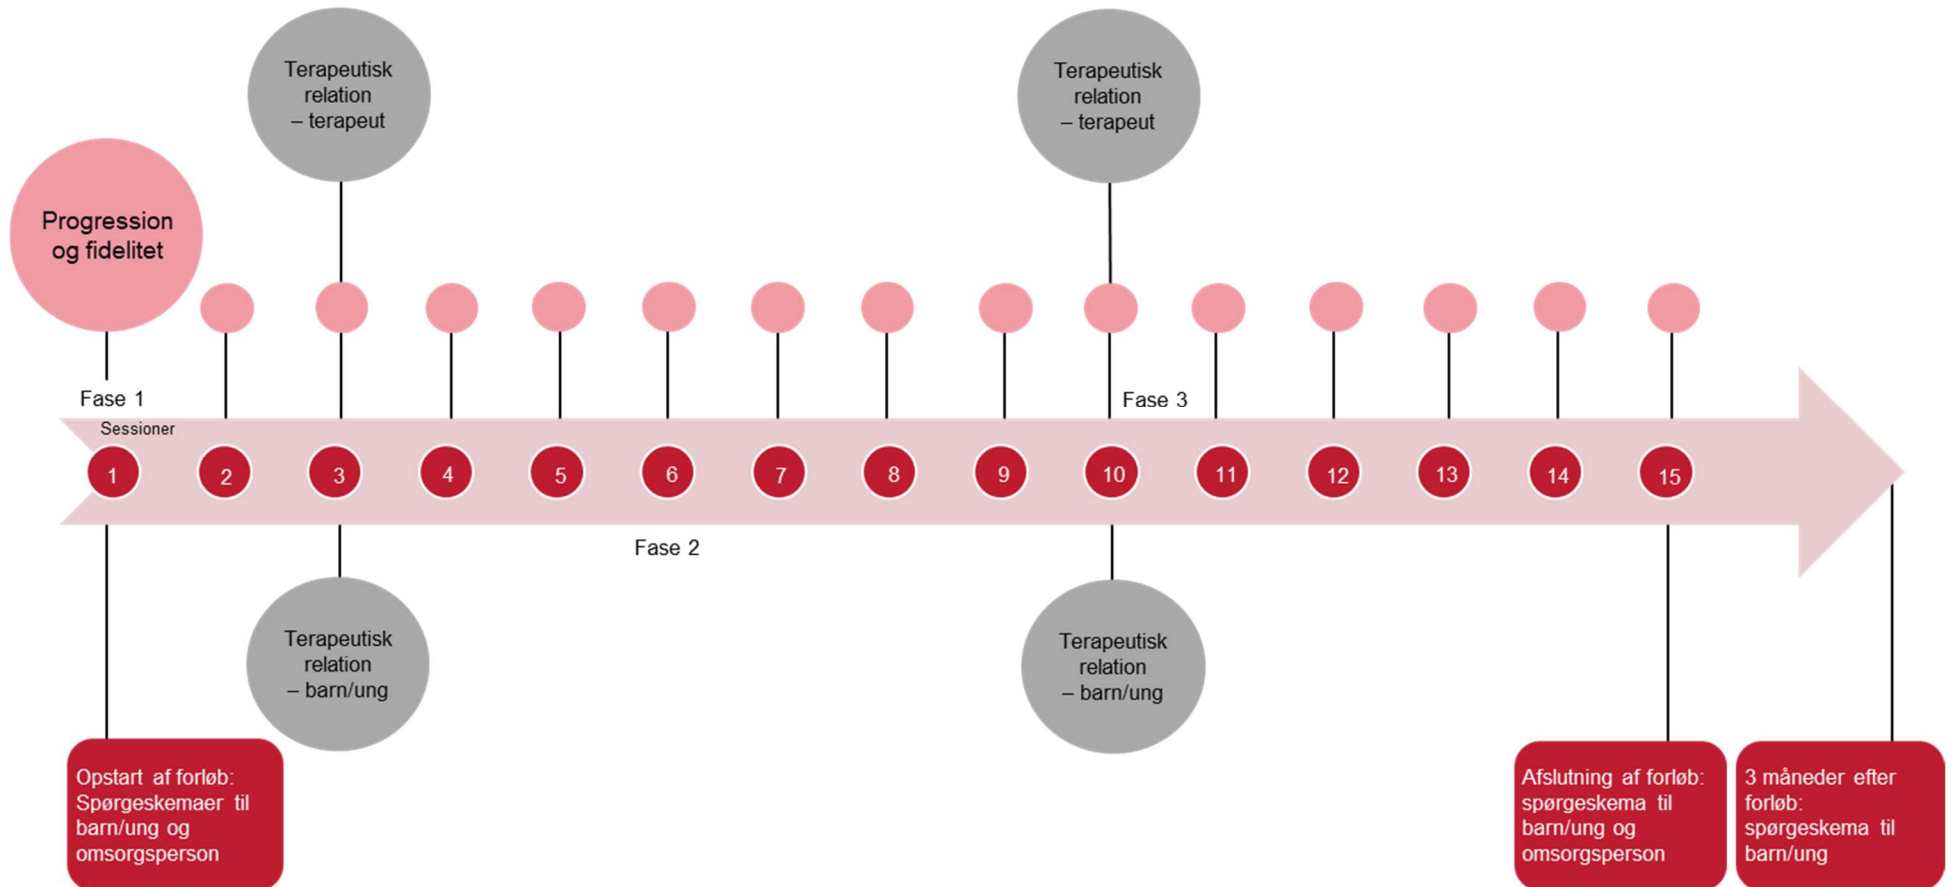 Terapeutisk
relation
– terapeut
Terapeutisk
relation
– terapeut
Progression
og fidelitet
Fase 1
Fase 3
Sessioner
1
2
3
4
5
6
7
8
9
10
11
12
13
14
15
Fase 2
Terapeutisk
relation
– barn/ung
Terapeutisk
relation
– barn/ung
Opstart af forløb:
Spørgeskemaer til
barn/ung og
omsorgsperson
Afslutning af forløb:
spørgeskema til
barn/ung og
omsorgsperson
3 måneder efter
forløb:
spørgeskema til
barn/ung